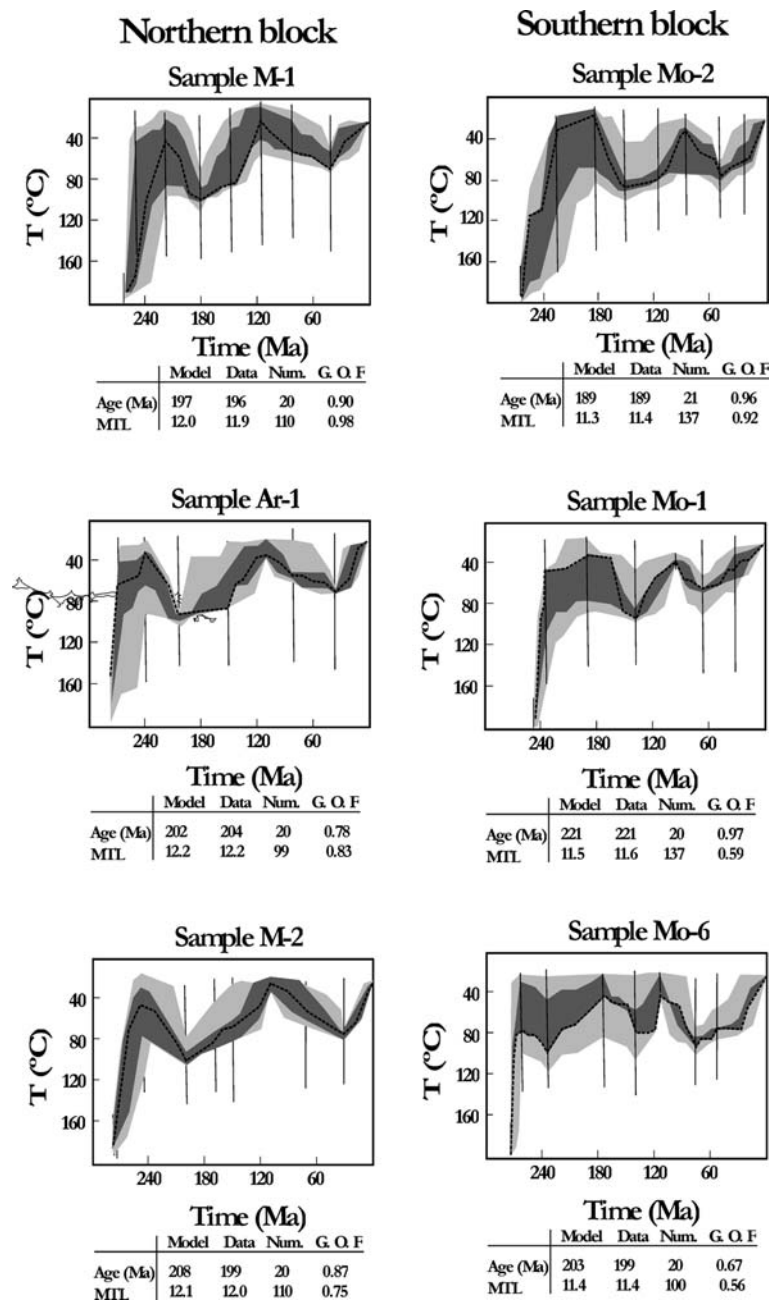 Northern block
Southern block
Sample M-1
Sample Mo-2
T (ºC)
40
80
120
160
240 180 120 60
Time (Ma)
Model Data Num. G. O. F
Age (Ma) 197 196 20 0.90
MTL 12.0 11.9 110 0.98
T (ºC)
40
80
120
160
240 180 120 60
Time (Ma)
Model Data Num. G. O. F
Age (Ma) 189 189 21 0.96
MTL 11.3 11.4 137 0.92
Sample Ar-1
Sample Mo-1
T (ºC)
40
80
120
160
240 180 120 60
Time (Ma)
Model Data Num. G. O. F
Age (Ma) 202 204 20 0.78
MTL 12.2 12.2 99 0.83
T (ºC)
40
80
120
160
240 180 120 60
Time (Ma)
Model Data Num. G. O. F
Age (Ma) 221 221 20 0.97
MTL 11.5 11.6 137 0.59
Sample M-2
Sample Mo-6
T (ºC)
40
80
120
160
240 180 120 60
Time (Ma)
Model Data Num. G. O. F
Age (Ma) 208 199 20 0.87
MTL 12.1 12.0 110 0.75
T (ºC)
40
80
120
160
240 180 120 60
Time (Ma)
Model Data Num. G. O. F
Age (Ma) 203 199 20 0.67
MTL 11.4 11.4 100 0.56